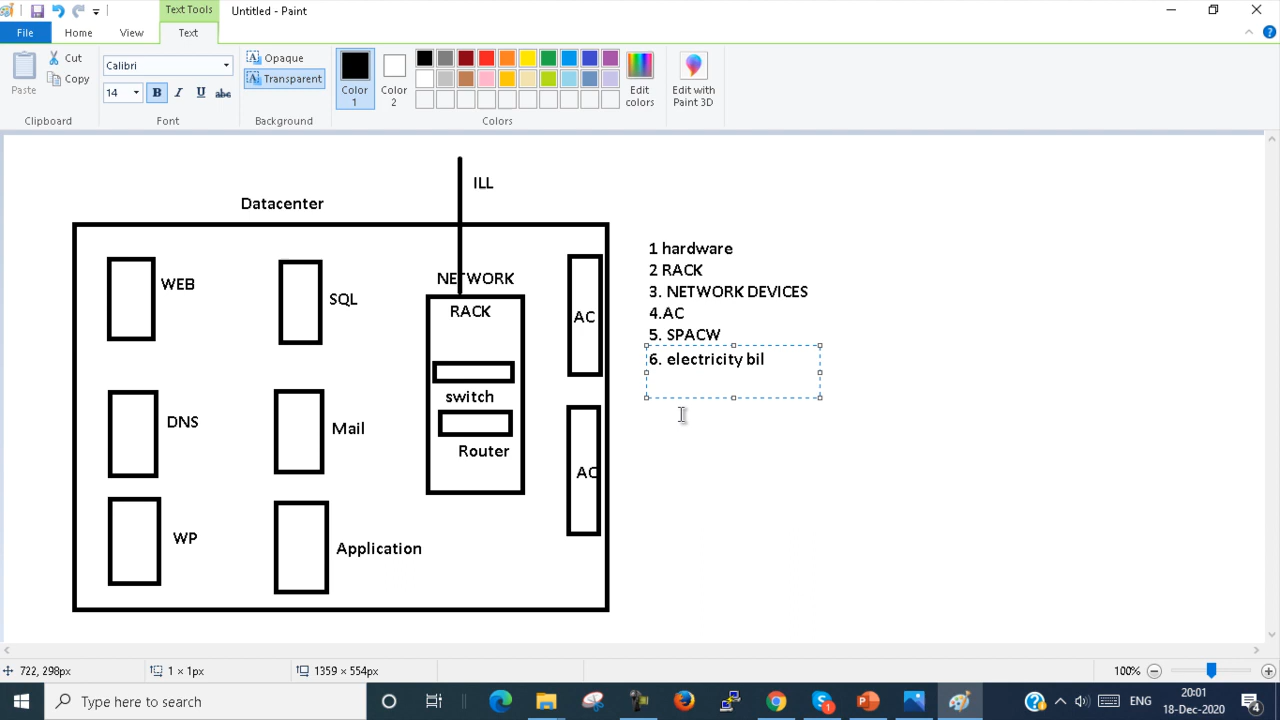 Text Tools
Untitled - Paint
File
Home
View
Text
Paste
Cut
Copy
Clipboard
Calibri
14
B
I
U
abc
Font
Opaque
Transparent
Background
Color 1
Color 2
Edit colors
Colors
Edit with Paint 3D
ILL
Datacenter
WEB
SQL
NETWORK
RACK
AC
DNS
Mail
switch
Router
AC
WP
Application
1 hardware
2 RACK
3. NETWORK DEVICES
4.AC
5. SPACW
6. electricity bil
722, 298px
1 × 1px
1359 × 554px
100%
Type here to search
ENG
20:01
18-Dec-2020
1
4